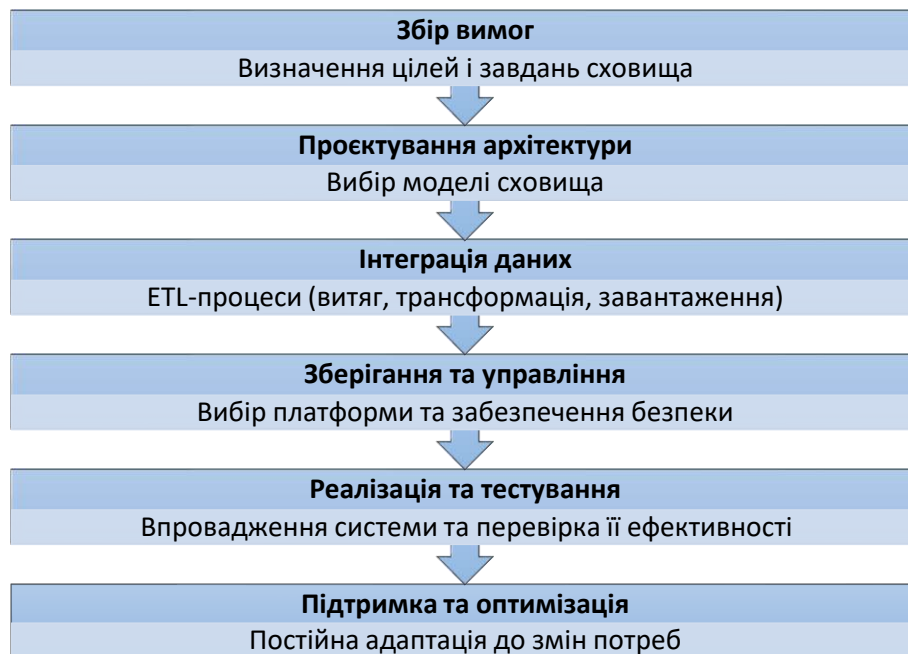 Збір вимог
Визначення цілей і завдань сховища
Проєктування архітектури
Вибір моделі сховища
Інтеграція даних
ETL-процеси (витяг, трансформація, завантаження)
Зберігання та управління
Вибір платформи та забезпечення безпеки
Реалізація та тестування
Впровадження системи та перевірка її ефективності
Підтримка та оптимізація
Постійна адаптація до змін потреб